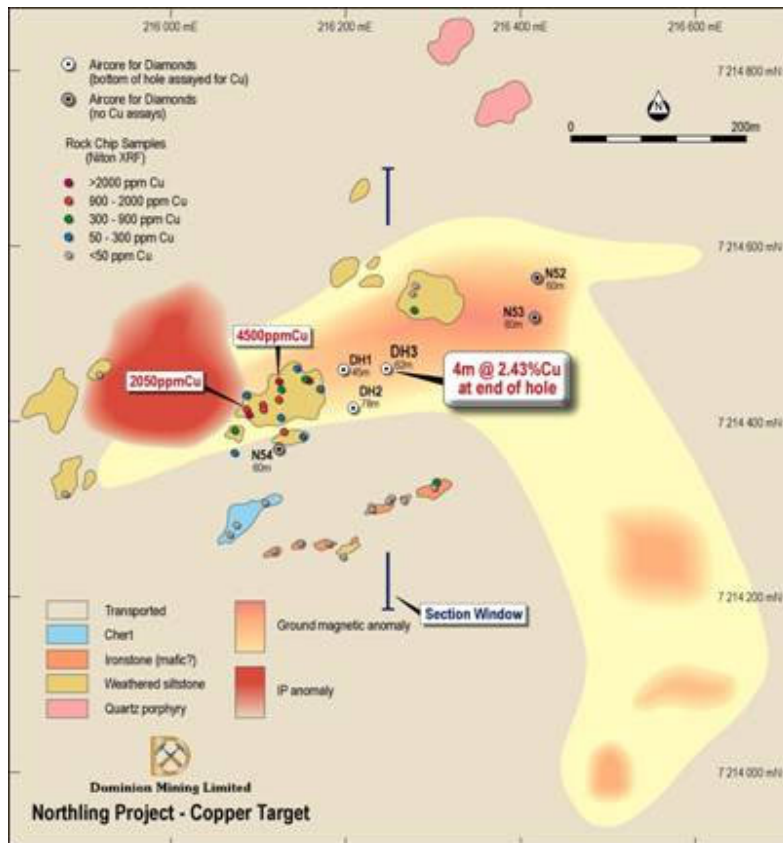 216 000 mE
216 200 mE
216 400 mE
216 600 mE
Aircore for Diamonds
(bottom of hole assayed for Cu)
Aircore for Diamonds
(no Cu assays)
Rock Chip Samples
(Niton XRF)
>2000 ppm Cu
900 - 2000 ppm Cu
300 - 900 ppm Cu
50 - 300 ppm Cu
<50 ppm Cu
7 214 800 mN
N
0
200m
7 214 600 mN
N52
60m
N53
60m
4500ppmCu
2050ppmCu
DH1
45m
DH3
52m
DH2
78m
4m @ 2.43%Cu
at end of hole
7 214 400 mN
N54
60m
7 214 200 mN
Section Window
Transported
Chert
Ironstone (mafic?)
Weathered siltstone
Quartz porphyry
Ground magnetic anomaly
IP anomaly
7 214 000 mN
D
Dominion Mining Limited
Northling Project - Copper Target